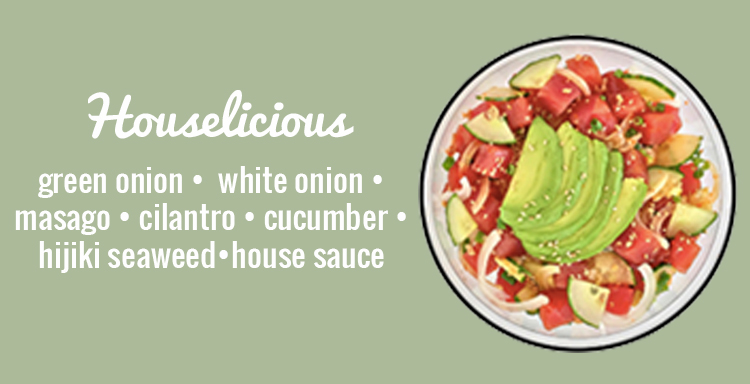 Houselicious
green onion • white onion •
masago • cilantro • cucumber •
hijiki seaweed•house sauce